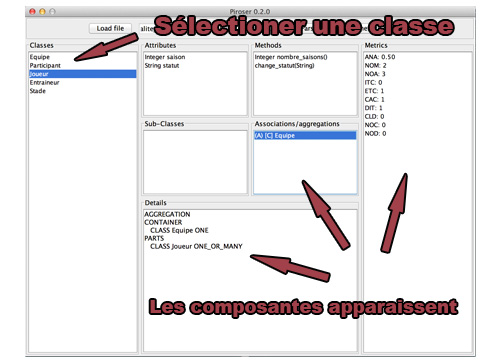 Piroser 0.2.0
Load file
Sélectioner une classe
Classes
Equipe
Participant
Joueur
Entraineur
Stade
Attributes
Integer saison
String statut
Methods
Integer nombre_saisons()
change_statut(String)
Metrics
ANA: 0.50
NOM: 2
NOA: 3
ITC: 0
ETC: 1
CAC: 1
DIT: 1
CLD: 0
NOC: 0
NOD: 0
Sub-Classes
Associations/aggregations
(A) [C] Equipe
Details
AGGREGATION
CONTAINER
CLASS Equipe ONE
PARTS
CLASS Joueur ONE_OR_MANY
Les composantes apparaissent